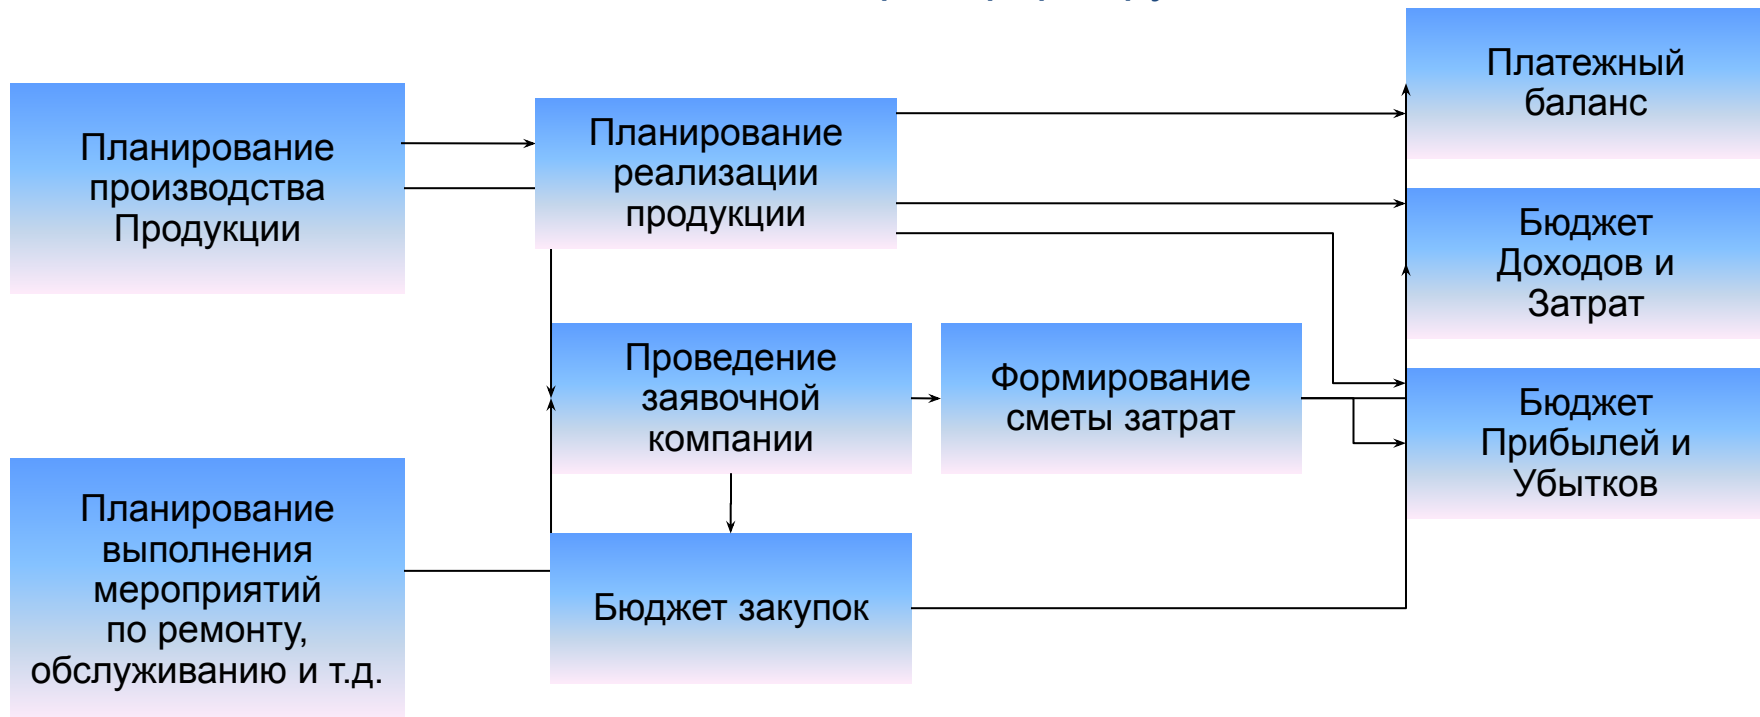 Планирование
производства
Продукции
Планирование
реализации
продукции
Платежный
баланс
Бюджет
Доходов и
Затрат
Проведение
заявочной
компании
Формирование
сметы затрат
Бюджет
Прибылей и
Убытков
Планирование
выполнения
мероприятий
по ремонту,
обслуживанию и т.д.
Бюджет закупок